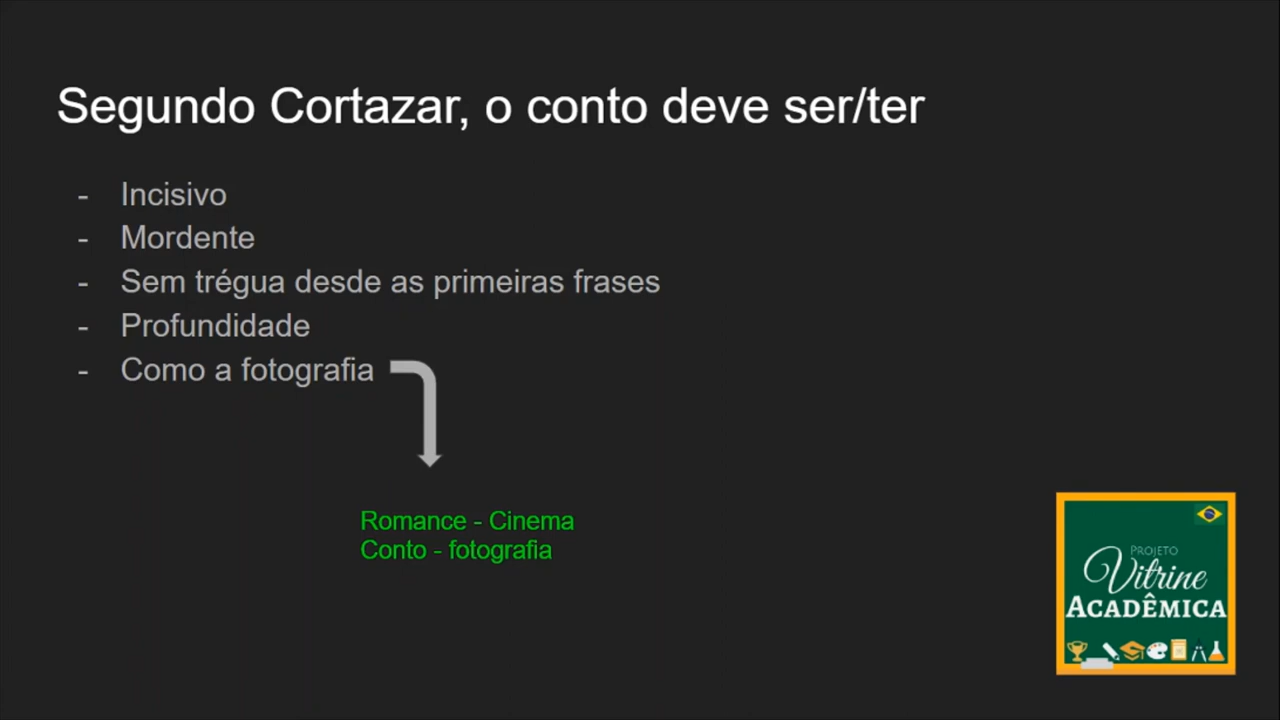 Segundo Cortazar, o conto deve ser/ter
- Incisivo
- Mordente
- Sem trégua desde as primeiras frases
- Profundidade
- Como a fotografia
Romance - Cinema
Conto - fotografia
PROJETO
Vitrine
ACADÊMICA